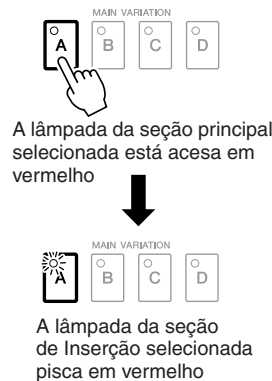 MAIN VARIATION
A B C D
A lâmpada da seção principal
selecionada está acesa em
vermelho
MAIN VARIATION
A B C D
A lâmpada da seção
de Inserção selecionada
pisca em vermelho